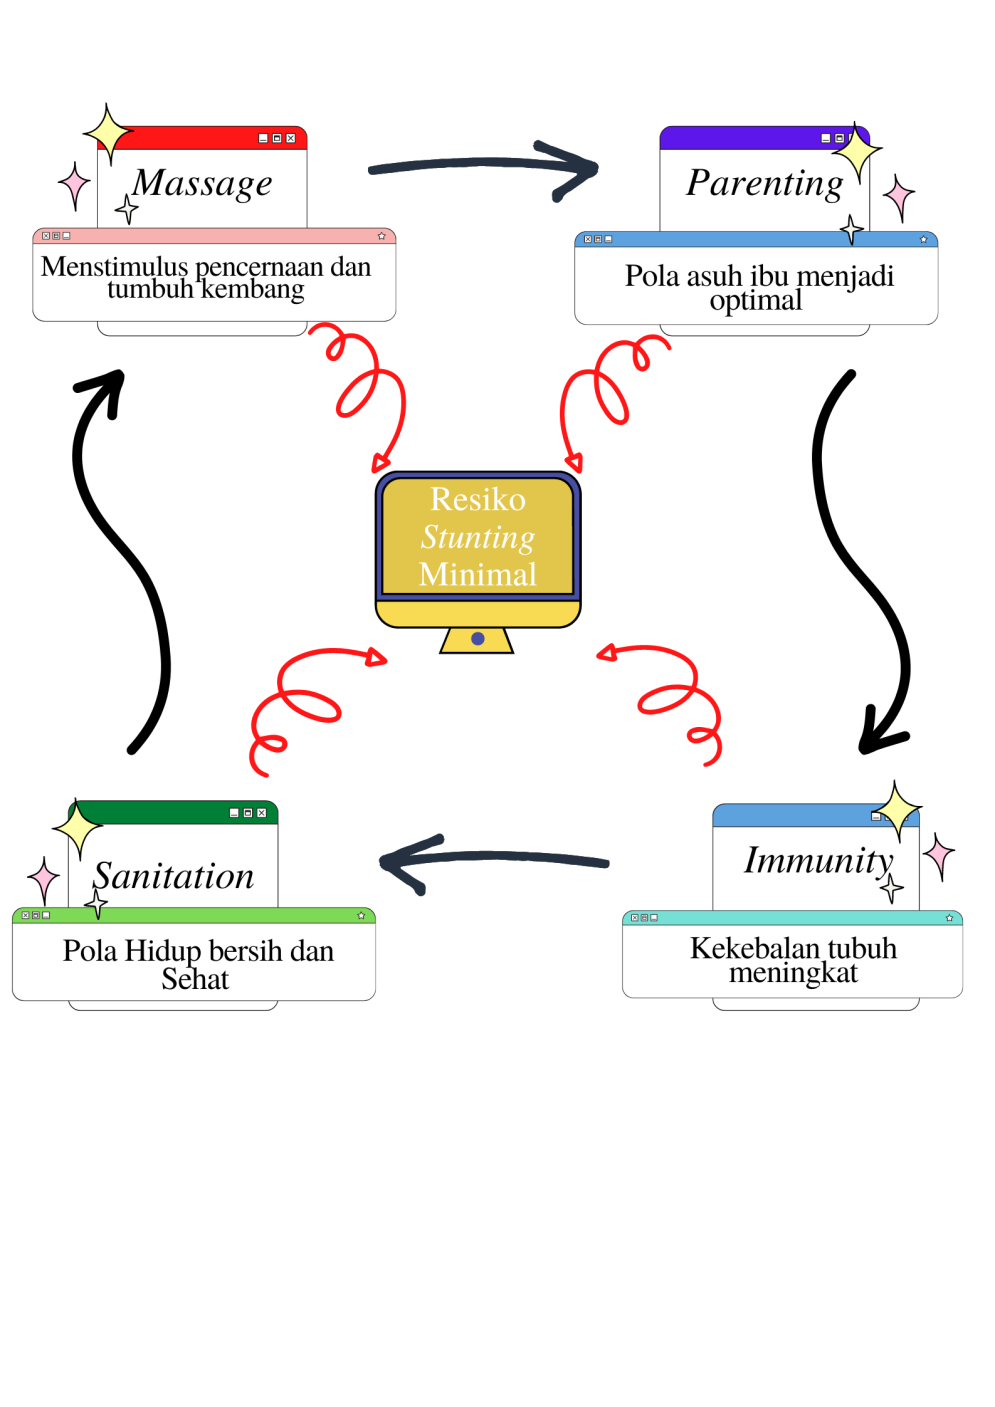 Massage
Menstimulus pencernaan dan
tumbuh kembang
Parenting
Pola asuh ibu menjadi
optimal
Resiko
Stunting
Minimal
Sanitation
Pola Hidup bersih dan
Sehat
Immunity
Kekebalan tubuh
meningkat